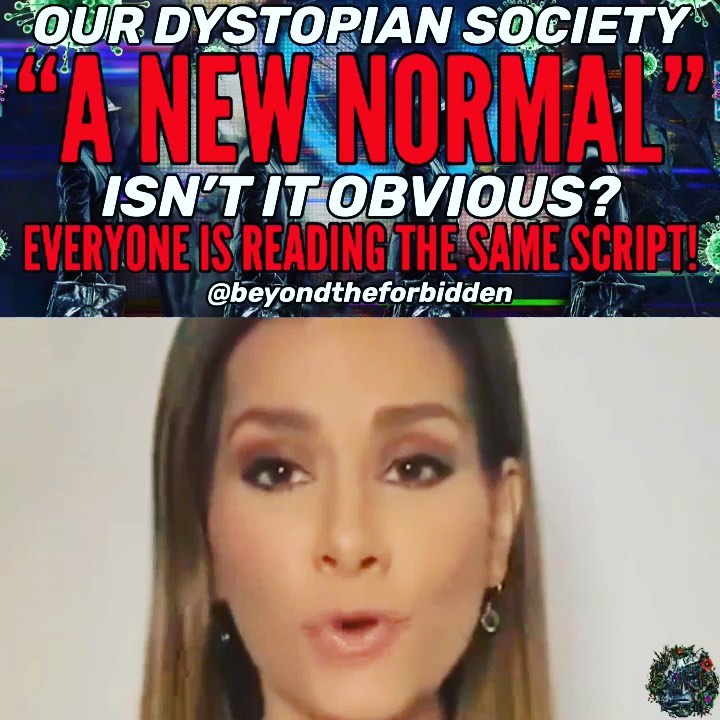 OUR DYSTOPIAN SOCIETY
“A NEW NORMAL”
ISN’T IT OBVIOUS?
EVERYONE IS READING THE SAME SCRIPT!
@beyondtheforbidden